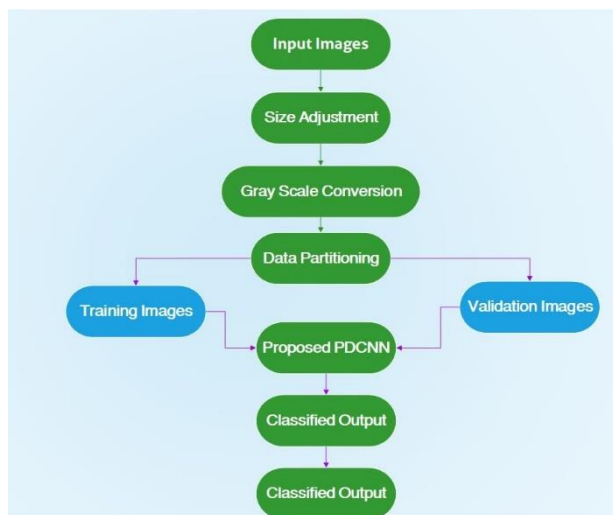 Input Images
Size Adjustment
Gray Scale Conversion
Data Partitioning
Training Images
Validation Images
Proposed PDCNN
Classified Output
Classified Output